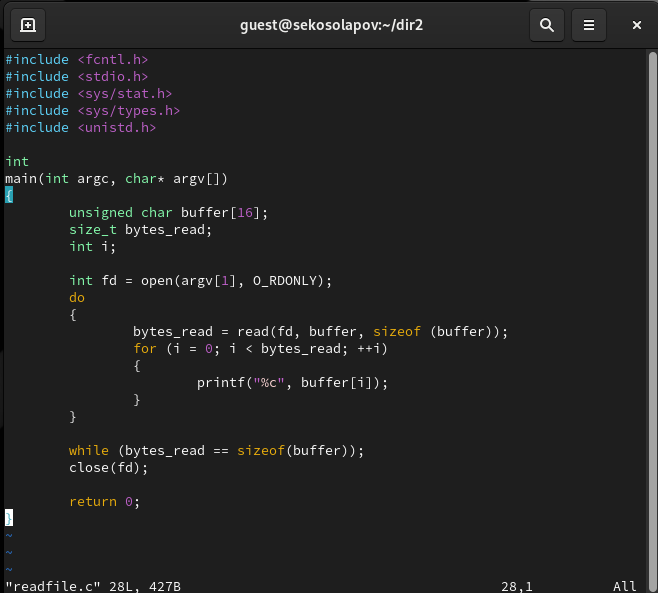 guest@sekosolapov:~/dir2
#include <fcntl.h>
#include <stdio.h>
#include <sys/stat.h>
#include <sys/types.h>
#include <unistd.h>

int
main(int argc, char* argv[])
{
        unsigned char buffer[16];
        size_t bytes_read;
        int i;

        int fd = open(argv[1], O_RDONLY);
        do
        {
                bytes_read = read(fd, buffer, sizeof (buffer));
                for (i = 0; i < bytes_read; ++i)
                {
                        printf("%c", buffer[i]);
                }
        }

        while (bytes_read == sizeof(buffer));
        close(fd);

        return 0;
}
~
~
~
"readfile.c" 28L, 427B                                        28,1          All